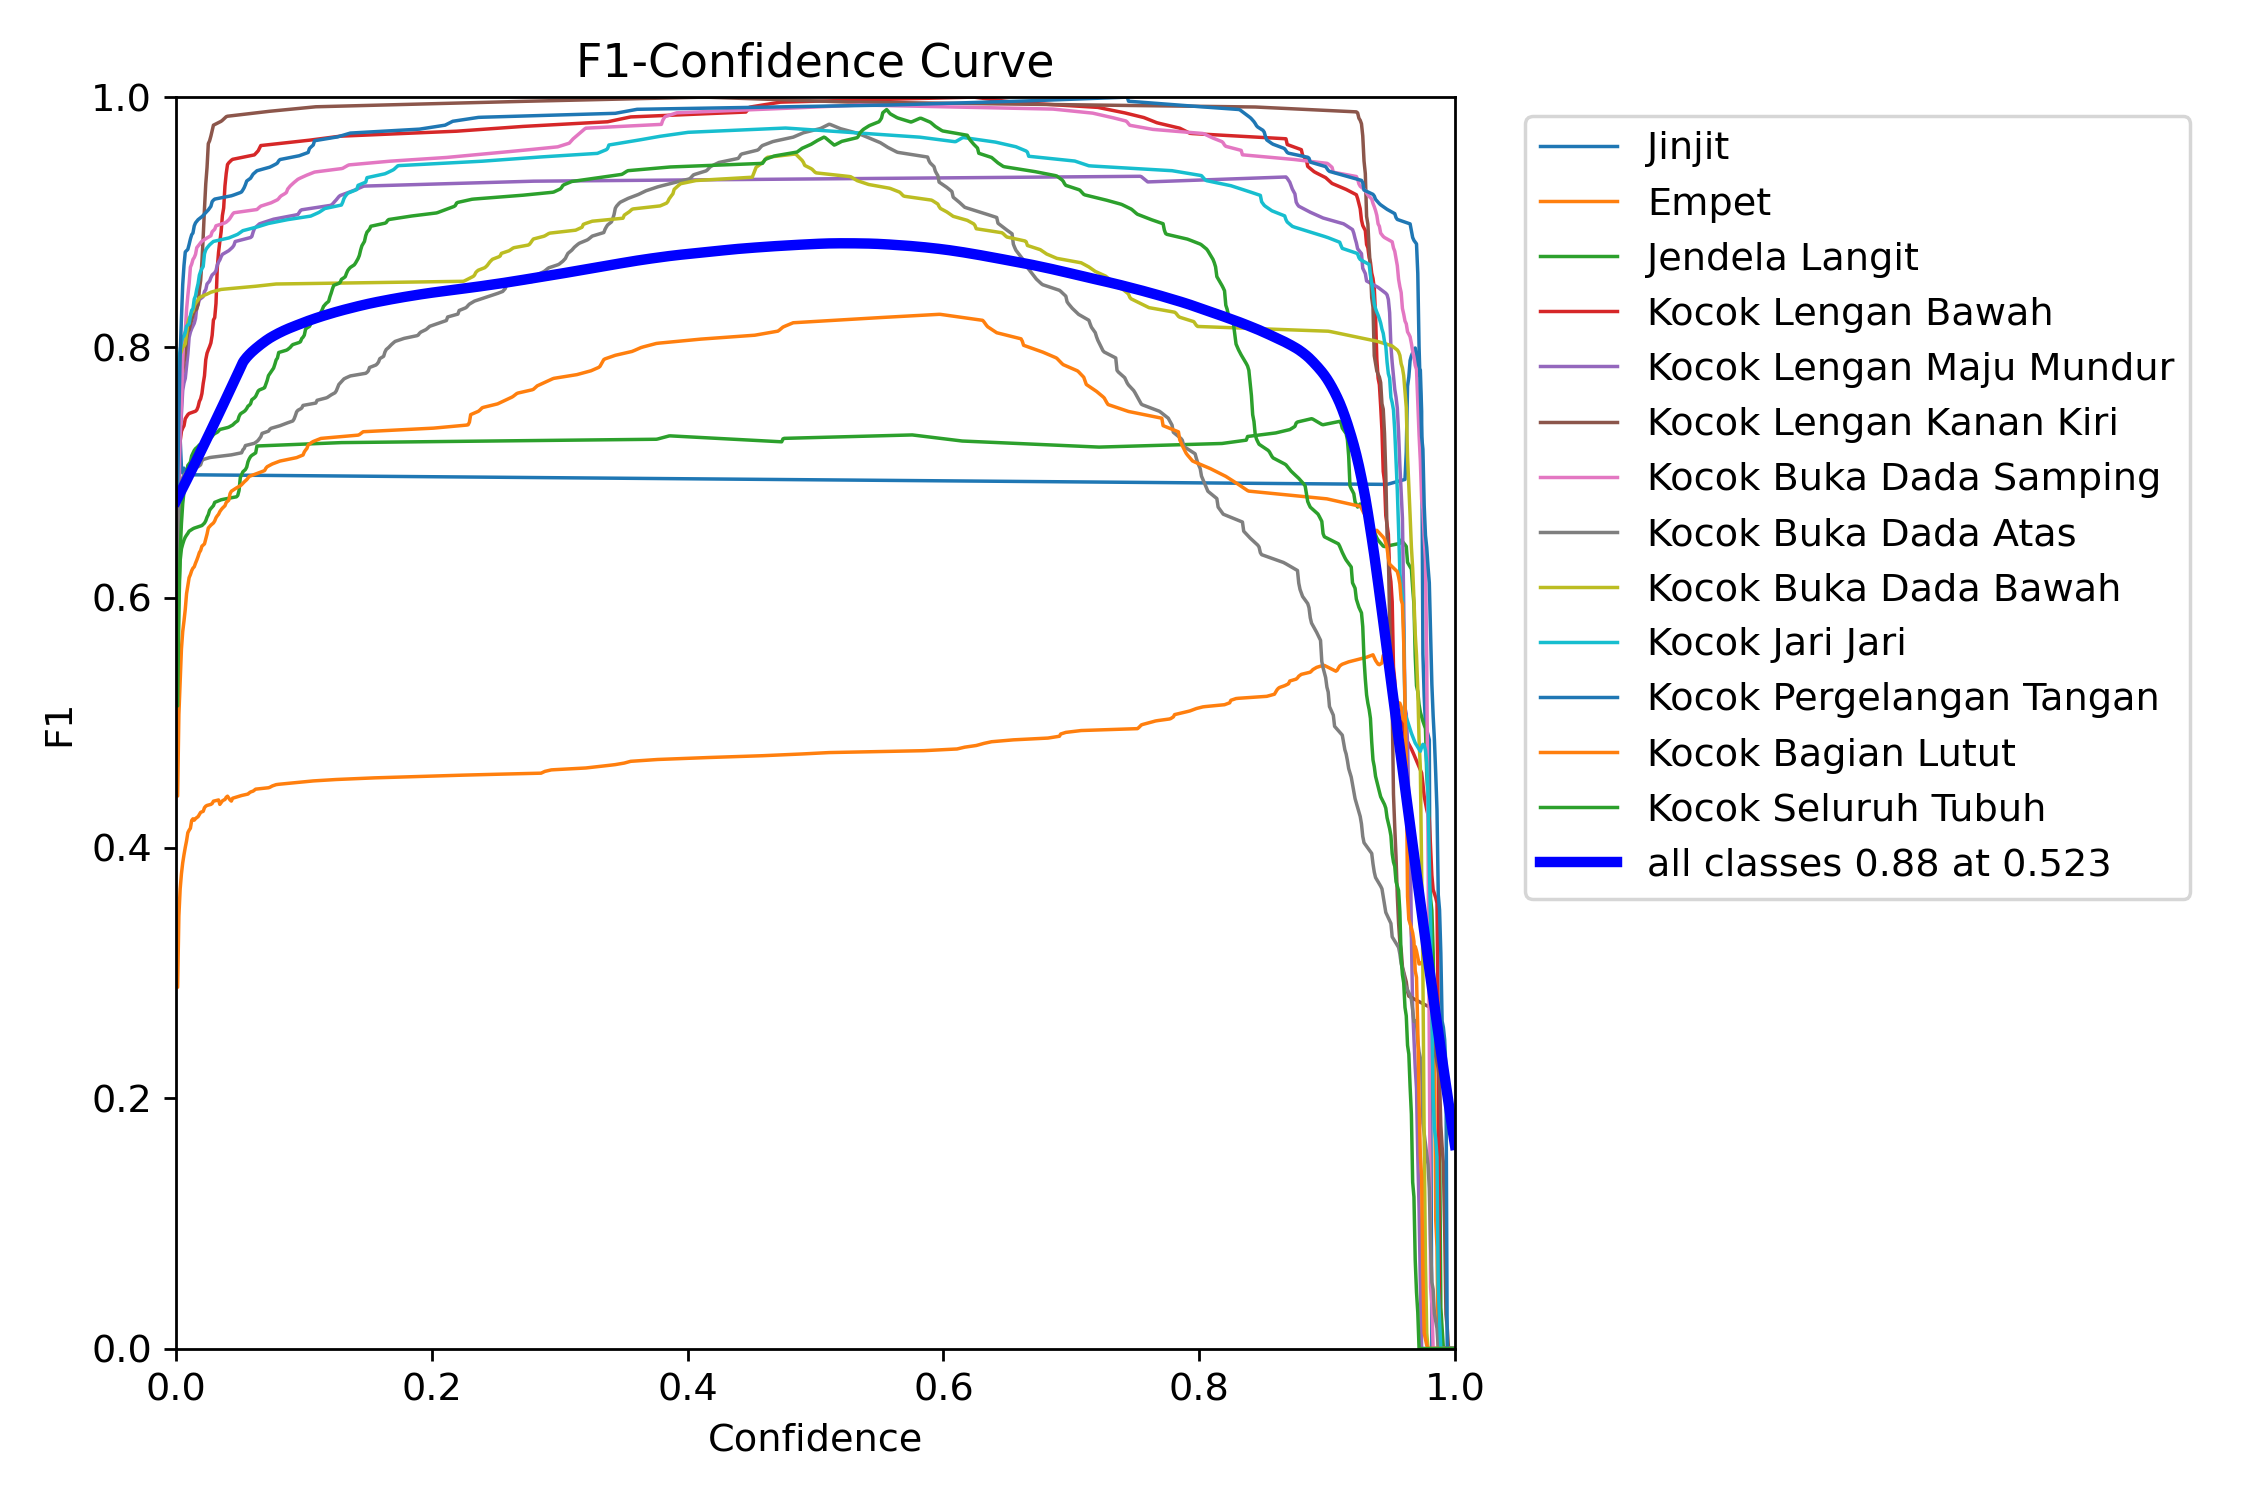 F1-Confidence Curve
1.0
0.8
0.6
0.4
0.2
0.0
F1
0.0 0.2 0.4 0.6 0.8 1.0
Confidence
Jinjit
Empet
Jendela Langit
Kocok Lengan Bawah
Kocok Lengan Maju Mundur
Kocok Lengan Kanan Kiri
Kocok Buka Dada Samping
Kocok Buka Dada Atas
Kocok Buka Dada Bawah
Kocok Jari Jari
Kocok Pergelangan Tangan
Kocok Bagian Lutut
Kocok Seluruh Tubuh
all classes 0.88 at 0.523